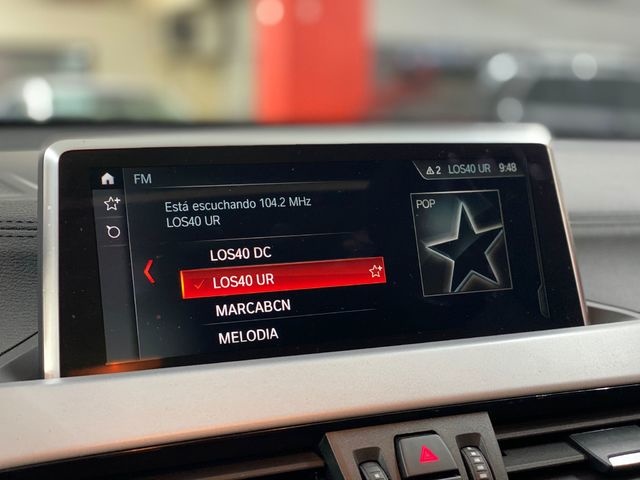 FM
2 LOS40 UR 9:48
Está escuchando 104.2 MHz
LOS40 UR
POP
LOS40 DC
LOS40 UR
MARCABCN
MELODIA